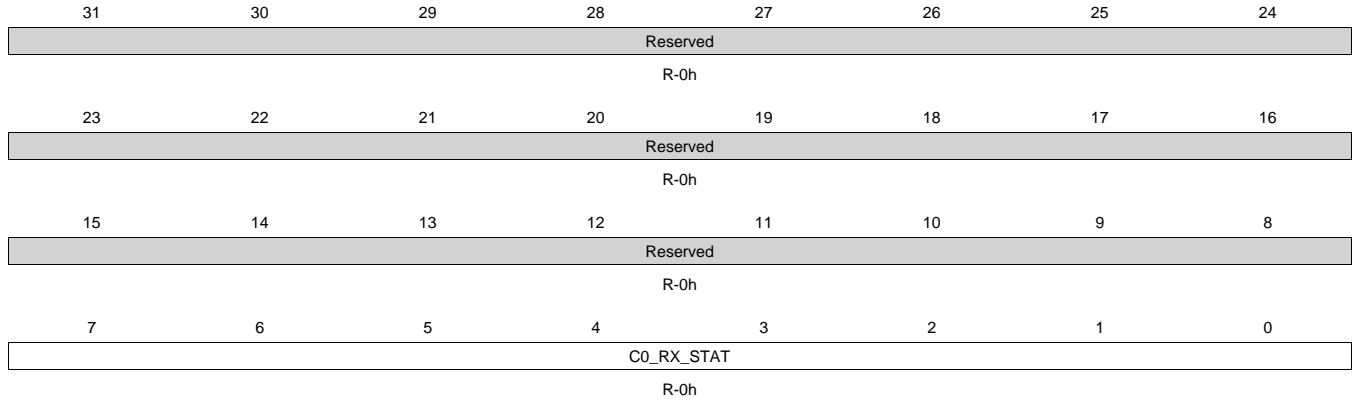 31 30 29 28 27 26 25 24
Reserved
R-0h
23 22 21 20 19 18 17 16
Reserved
R-0h
15 14 13 12 11 10 9 8
Reserved
R-0h
7 6 5 4 3 2 1 0
C0_RX_STAT
R-0h